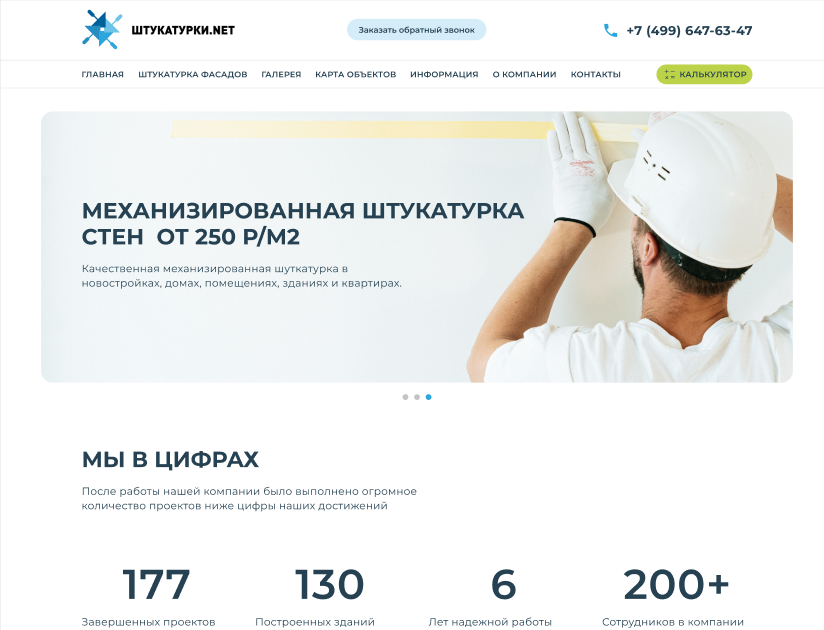 ШТУКАТУРКИ.NET
Заказать обратный звонок
+7 (499) 647-63-47
ГЛАВНАЯ ШТУКАТУРКА ФАСАДОВ ГАЛЕРЕЯ КАРТА ОБЪЕКТОВ ИНФОРМАЦИЯ О КОМПАНИИ КОНТАКТЫ КАЛЬКУЛЯТОР
МЕХАНИЗИРОВАННАЯ ШТУКАТУРКА
СТЕН ОТ 250 Р/М2
Качественная механизированная шуткатурка в
новостройках, домах, помещениях, зданиях и квартирах.
МЫ В ЦИФРАХ
После работы нашей компании было выполнено огромное
количество проектов ниже цифры наших достижений
177 130 6 200+
Завершенных проектов Построенных зданий Лет надежной работы Сотрудников в компании